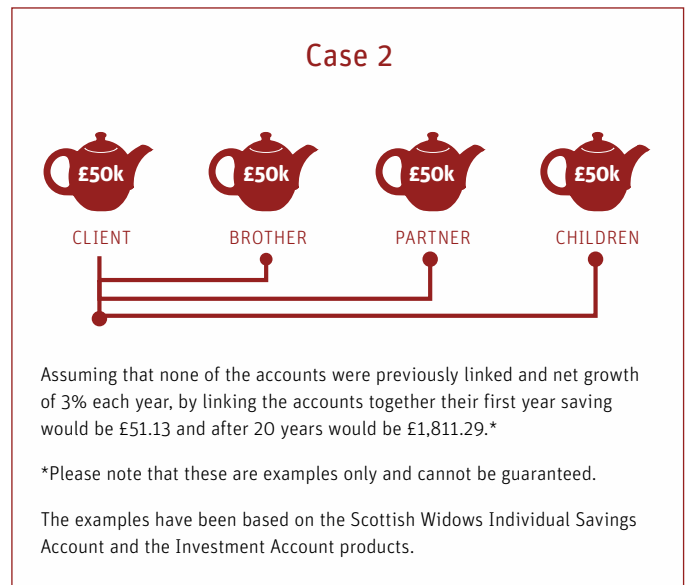 Case 2
£50k £50k £50k £50k
CLIENT BROTHER PARTNER CHILDREN
Assuming that none of the accounts were previously linked and net growth
of 3% each year, by linking the accounts together their first year saving
would be £51.13 and after 20 years would be £1,811.29.*
*Please note that these are examples only and cannot be guaranteed.
The examples have been based on the Scottish Widows Individual Savings
Account and the Investment Account products.